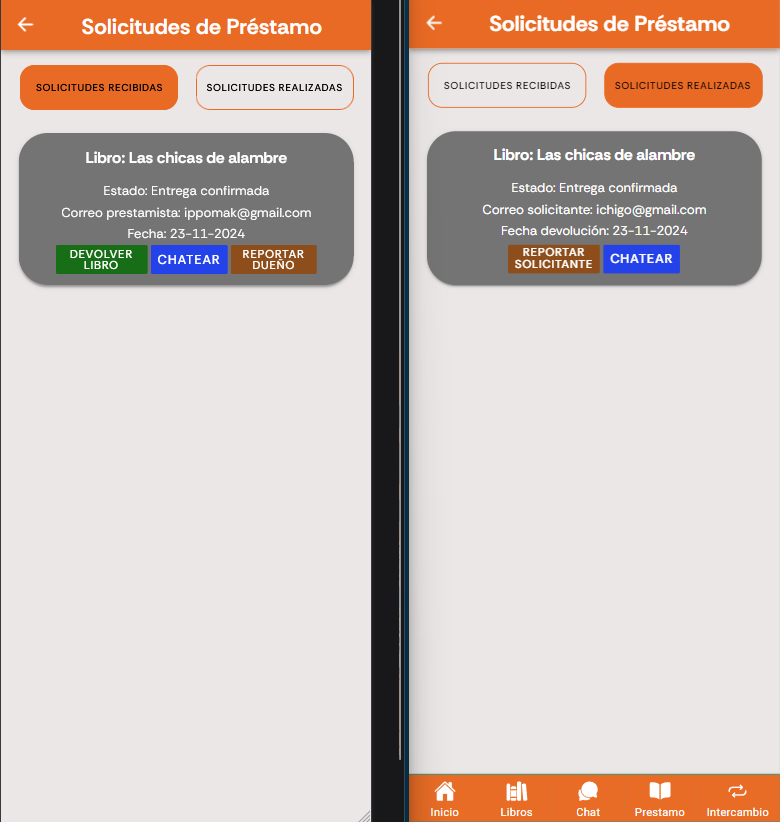 Solicitudes de Préstamo
SOLICITUDES RECIBIDAS
SOLICITUDES REALIZADAS
Libro: Las chicas de alambre
Estado: Entrega confirmada
Correo prestamista: ippomak@gmail.com
Fecha: 23-11-2024
DEVOLVER
LIBRO
CHATEAR
REPORTAR
DUEÑO
Solicitudes de Préstamo
SOLICITUDES RECIBIDAS
SOLICITUDES REALIZADAS
Libro: Las chicas de alambre
Estado: Entrega confirmada
Correo solicitante: ichigo@gmail.com
Fecha devolución: 23-11-2024
REPORTAR
SOLICITANTE
CHATEAR
Inicio
Libros
Chat
Prestamo
Intercambio